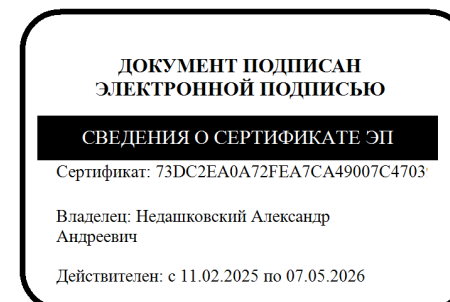 ДОКУМЕНТ ПОДПИСАН
ЭЛЕКТРОННОЙ ПОДПИСЬЮ
СВЕДЕНИЯ О СЕРТИФИКАТЕ ЭП
Сертификат: 73DC2EA0A72FEA7CA49007C4703
Владелец: Недашковский Александр
Андреевич
Действителен: с 11.02.2025 по 07.05.2026